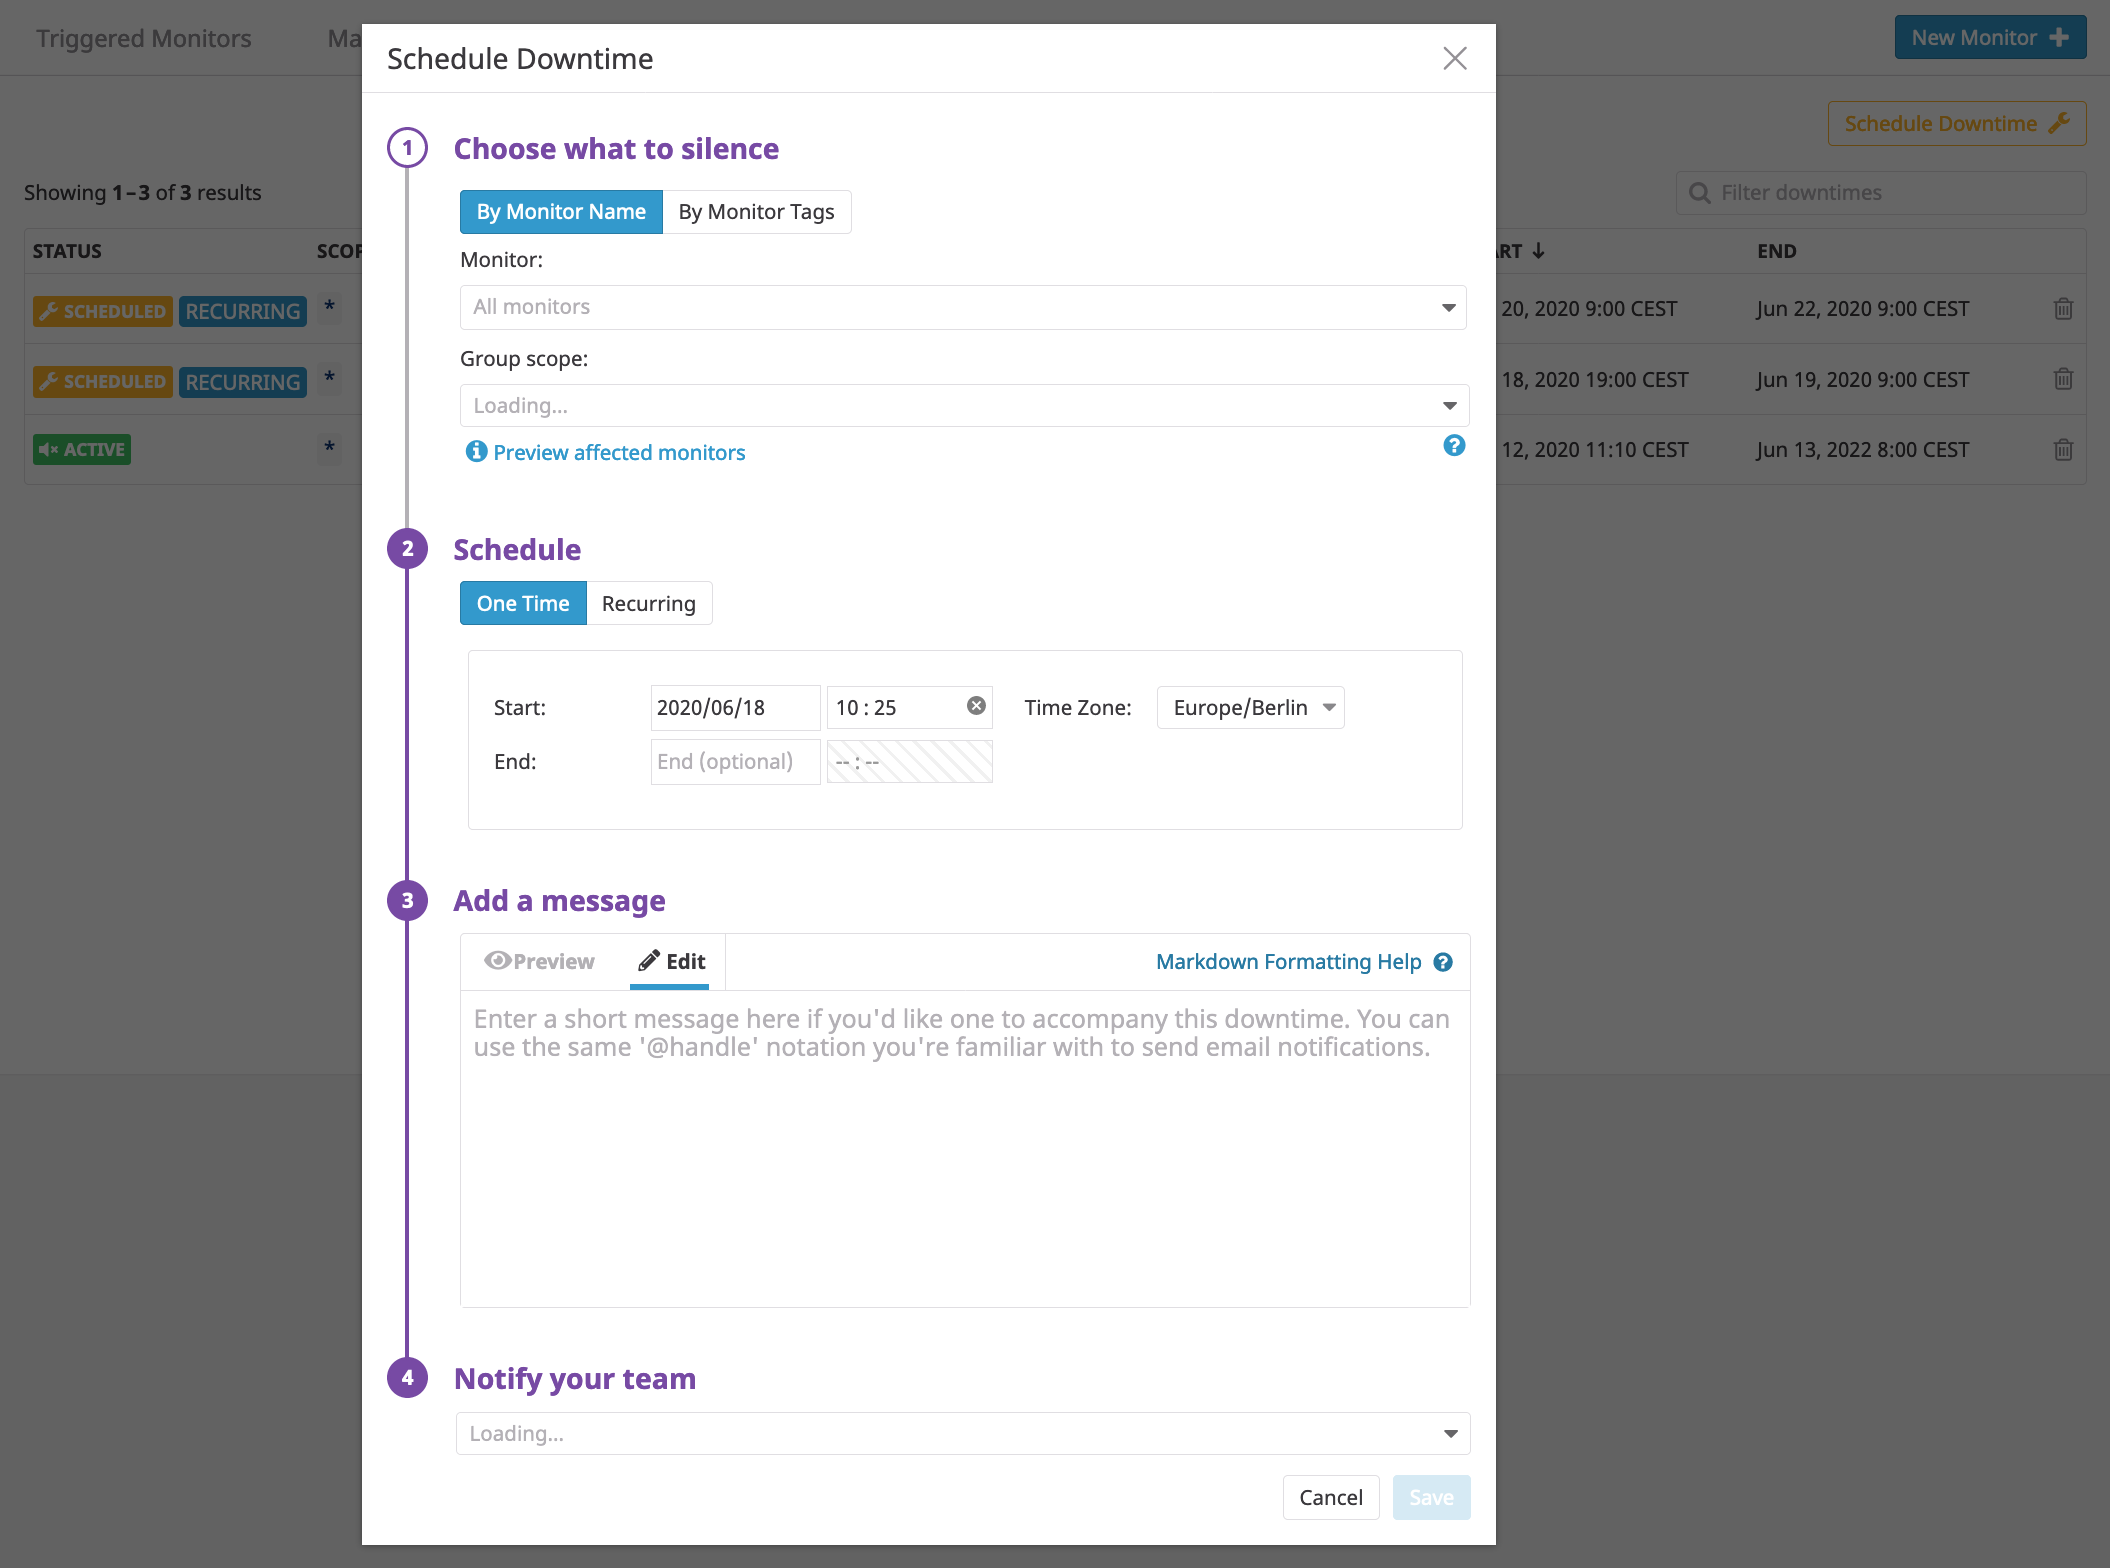 Triggered Monitors
New Monitor
Schedule Downtime
Showing 1–3 of 3 results
Filter downtimes
STATUS
END
SCHEDULED RECURRING *
20, 2020 9:00 CEST Jun 22, 2020 9:00 CEST
SCHEDULED RECURRING *
18, 2020 19:00 CEST Jun 19, 2020 9:00 CEST
ACTIVE *
12, 2020 11:10 CEST Jun 13, 2022 8:00 CEST
Schedule Downtime
1 Choose what to silence
By Monitor Name By Monitor Tags
Monitor:
All monitors
Group scope:
Loading...
Preview affected monitors
2 Schedule
One Time Recurring
Start: 2020/06/18 10 : 25 Time Zone: Europe/Berlin
End: End (optional) -- : --
3 Add a message
Preview Edit Markdown Formatting Help
Enter a short message here if you'd like one to accompany this downtime. You can
use the same '@handle' notation you're familiar with to send email notifications.
4 Notify your team
Loading...
Cancel Save